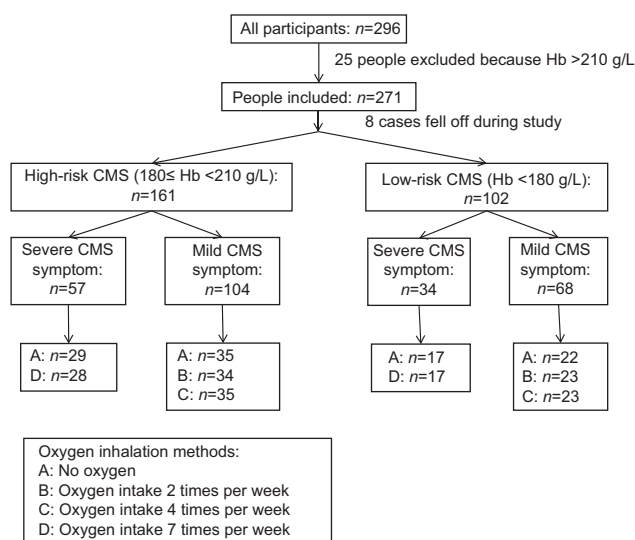 All participants: n=296
25 people excluded because Hb >210 g/L
People included: n=271
8 cases fell off during study
High-risk CMS (180≤ Hb <210 g/L):
n=161
Low-risk CMS (Hb <180 g/L):
n=102
Severe CMS
symptom:
n=57
Mild CMS
symptom:
n=104
Severe CMS
symptom:
n=34
Mild CMS
symptom:
n=68
A: n=29
D: n=28
A: n=35
B: n=34
C: n=35
A: n=17
D: n=17
A: n=22
B: n=23
C: n=23
Oxygen inhalation methods:
A: No oxygen
B: Oxygen intake 2 times per week
C: Oxygen intake 4 times per week
D: Oxygen intake 7 times per week